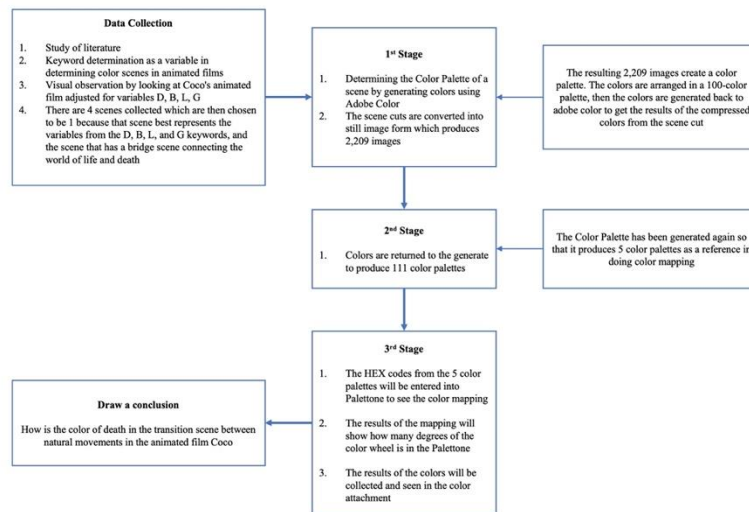 Data Collection
1. Study of literature
2. Keyword determination as a variable in
determining color scenes in animated films
3. Visual observation by looking at Coco's animated
film adjusted for variables D, B, L, G
4. There are 4 scenes collected which are then chosen
to be 1 because that scene best represents the
variables from the D, B, L, and G keywords, and
the scene that has a bridge scene connecting the
world of life and death
1st Stage
1. Determining the Color Palette of a
scene by generating colors using
Adobe Color
2. The scene cuts are converted into
still image form which produces
2,209 images
The resulting 2,209 images create a color
palette. The colors are arranged in a 100-color
palette, then the colors are generated back to
adobe color to get the results of the compressed
colors from the scene cut
2nd Stage
1. Colors are returned to the generate
to produce 111 color palettes
The Color Palette has been generated again so
that it produces 5 color palettes as a reference in
doing color mapping
3rd Stage
1. The HEX codes from the 5 color
palettes will be entered into
Palettone to see the color mapping
2. The results of the mapping will
show how many degrees of the
color wheel is in the Palettone
3. The results of the colors will be
collected and seen in the color
attachment
Draw a conclusion
How is the color of death in the transition scene between
natural movements in the animated film Coco